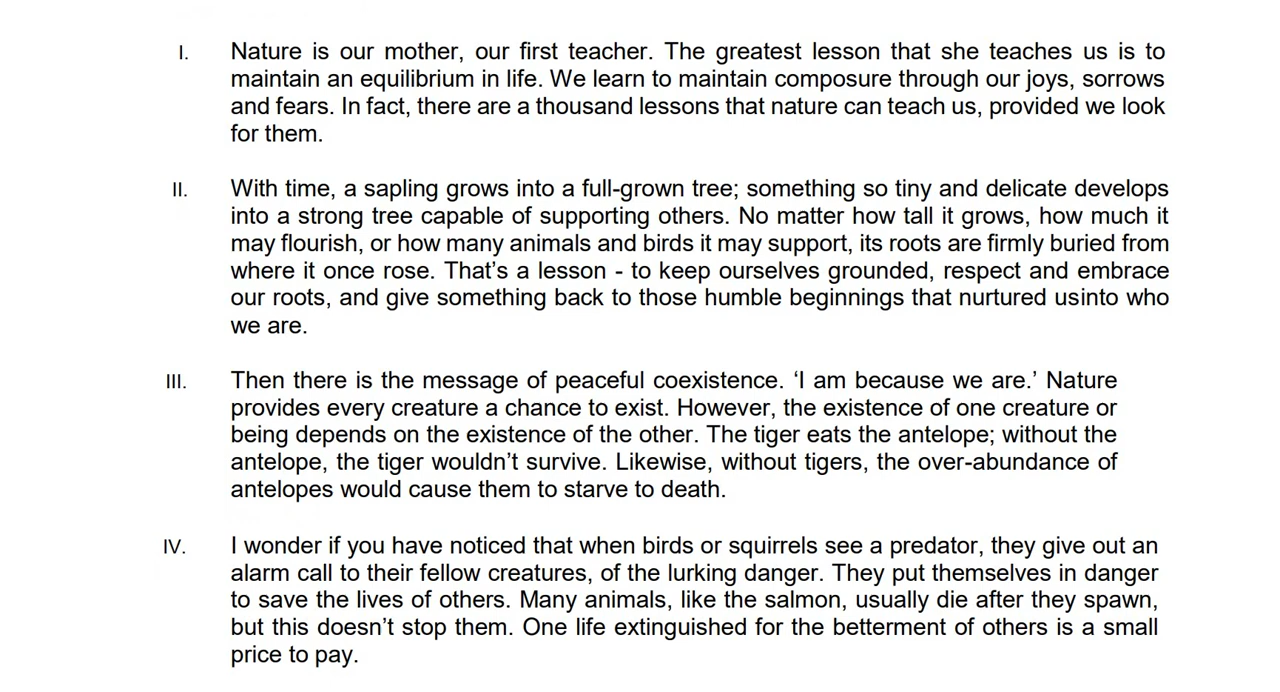 I. Nature is our mother, our first teacher. The greatest lesson that she teaches us is to
maintain an equilibrium in life. We learn to maintain composure through our joys, sorrows
and fears. In fact, there are a thousand lessons that nature can teach us, provided we look
for them.
II. With time, a sapling grows into a full-grown tree; something so tiny and delicate develops
into a strong tree capable of supporting others. No matter how tall it grows, how much it
may flourish, or how many animals and birds it may support, its roots are firmly buried from
where it once rose. That’s a lesson - to keep ourselves grounded, respect and embrace
our roots, and give something back to those humble beginnings that nurtured usinto who
we are.
III. Then there is the message of peaceful coexistence. ‘I am because we are.’ Nature
provides every creature a chance to exist. However, the existence of one creature or
being depends on the existence of the other. The tiger eats the antelope; without the
antelope, the tiger wouldn’t survive. Likewise, without tigers, the over-abundance of
antelopes would cause them to starve to death.
IV. I wonder if you have noticed that when birds or squirrels see a predator, they give out an
alarm call to their fellow creatures, of the lurking danger. They put themselves in danger
to save the lives of others. Many animals, like the salmon, usually die after they spawn,
but this doesn’t stop them. One life extinguished for the betterment of others is a small
price to pay.